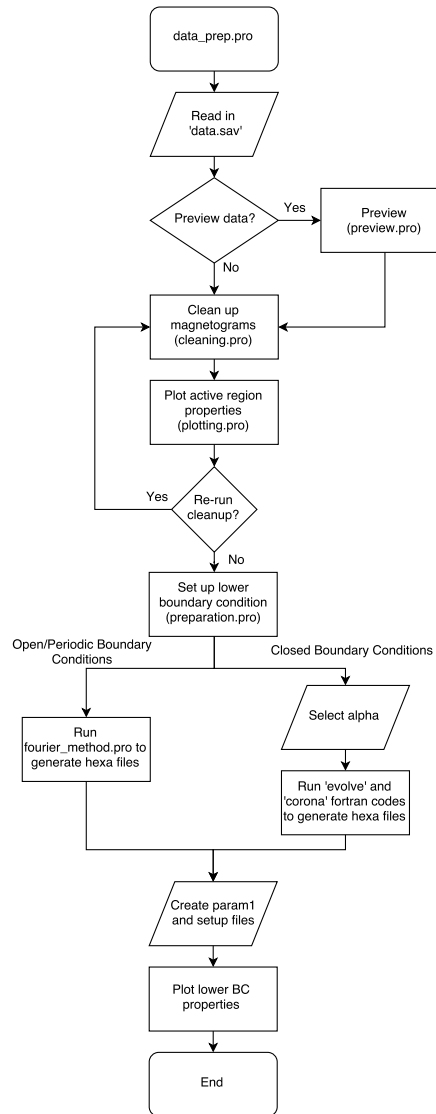 data_prep.pro
Read in
'data.sav'
Preview data?
Yes
Preview
(preview.pro)
No
Clean up
magnetograms
(cleaning.pro)
Plot active region
properties
(plotting.pro)
Yes
Re-run
cleanup?
No
Set up lower
boundary condition
(preparation.pro)
Open/Periodic Boundary
Conditions
Closed Boundary Conditions
Run
fourier_method.pro to
generate hexa files
Select alpha
Run 'evolve' and
'corona' fortran codes
to generate hexa files
Create param1
and setup files
Plot lower BC
properties
End